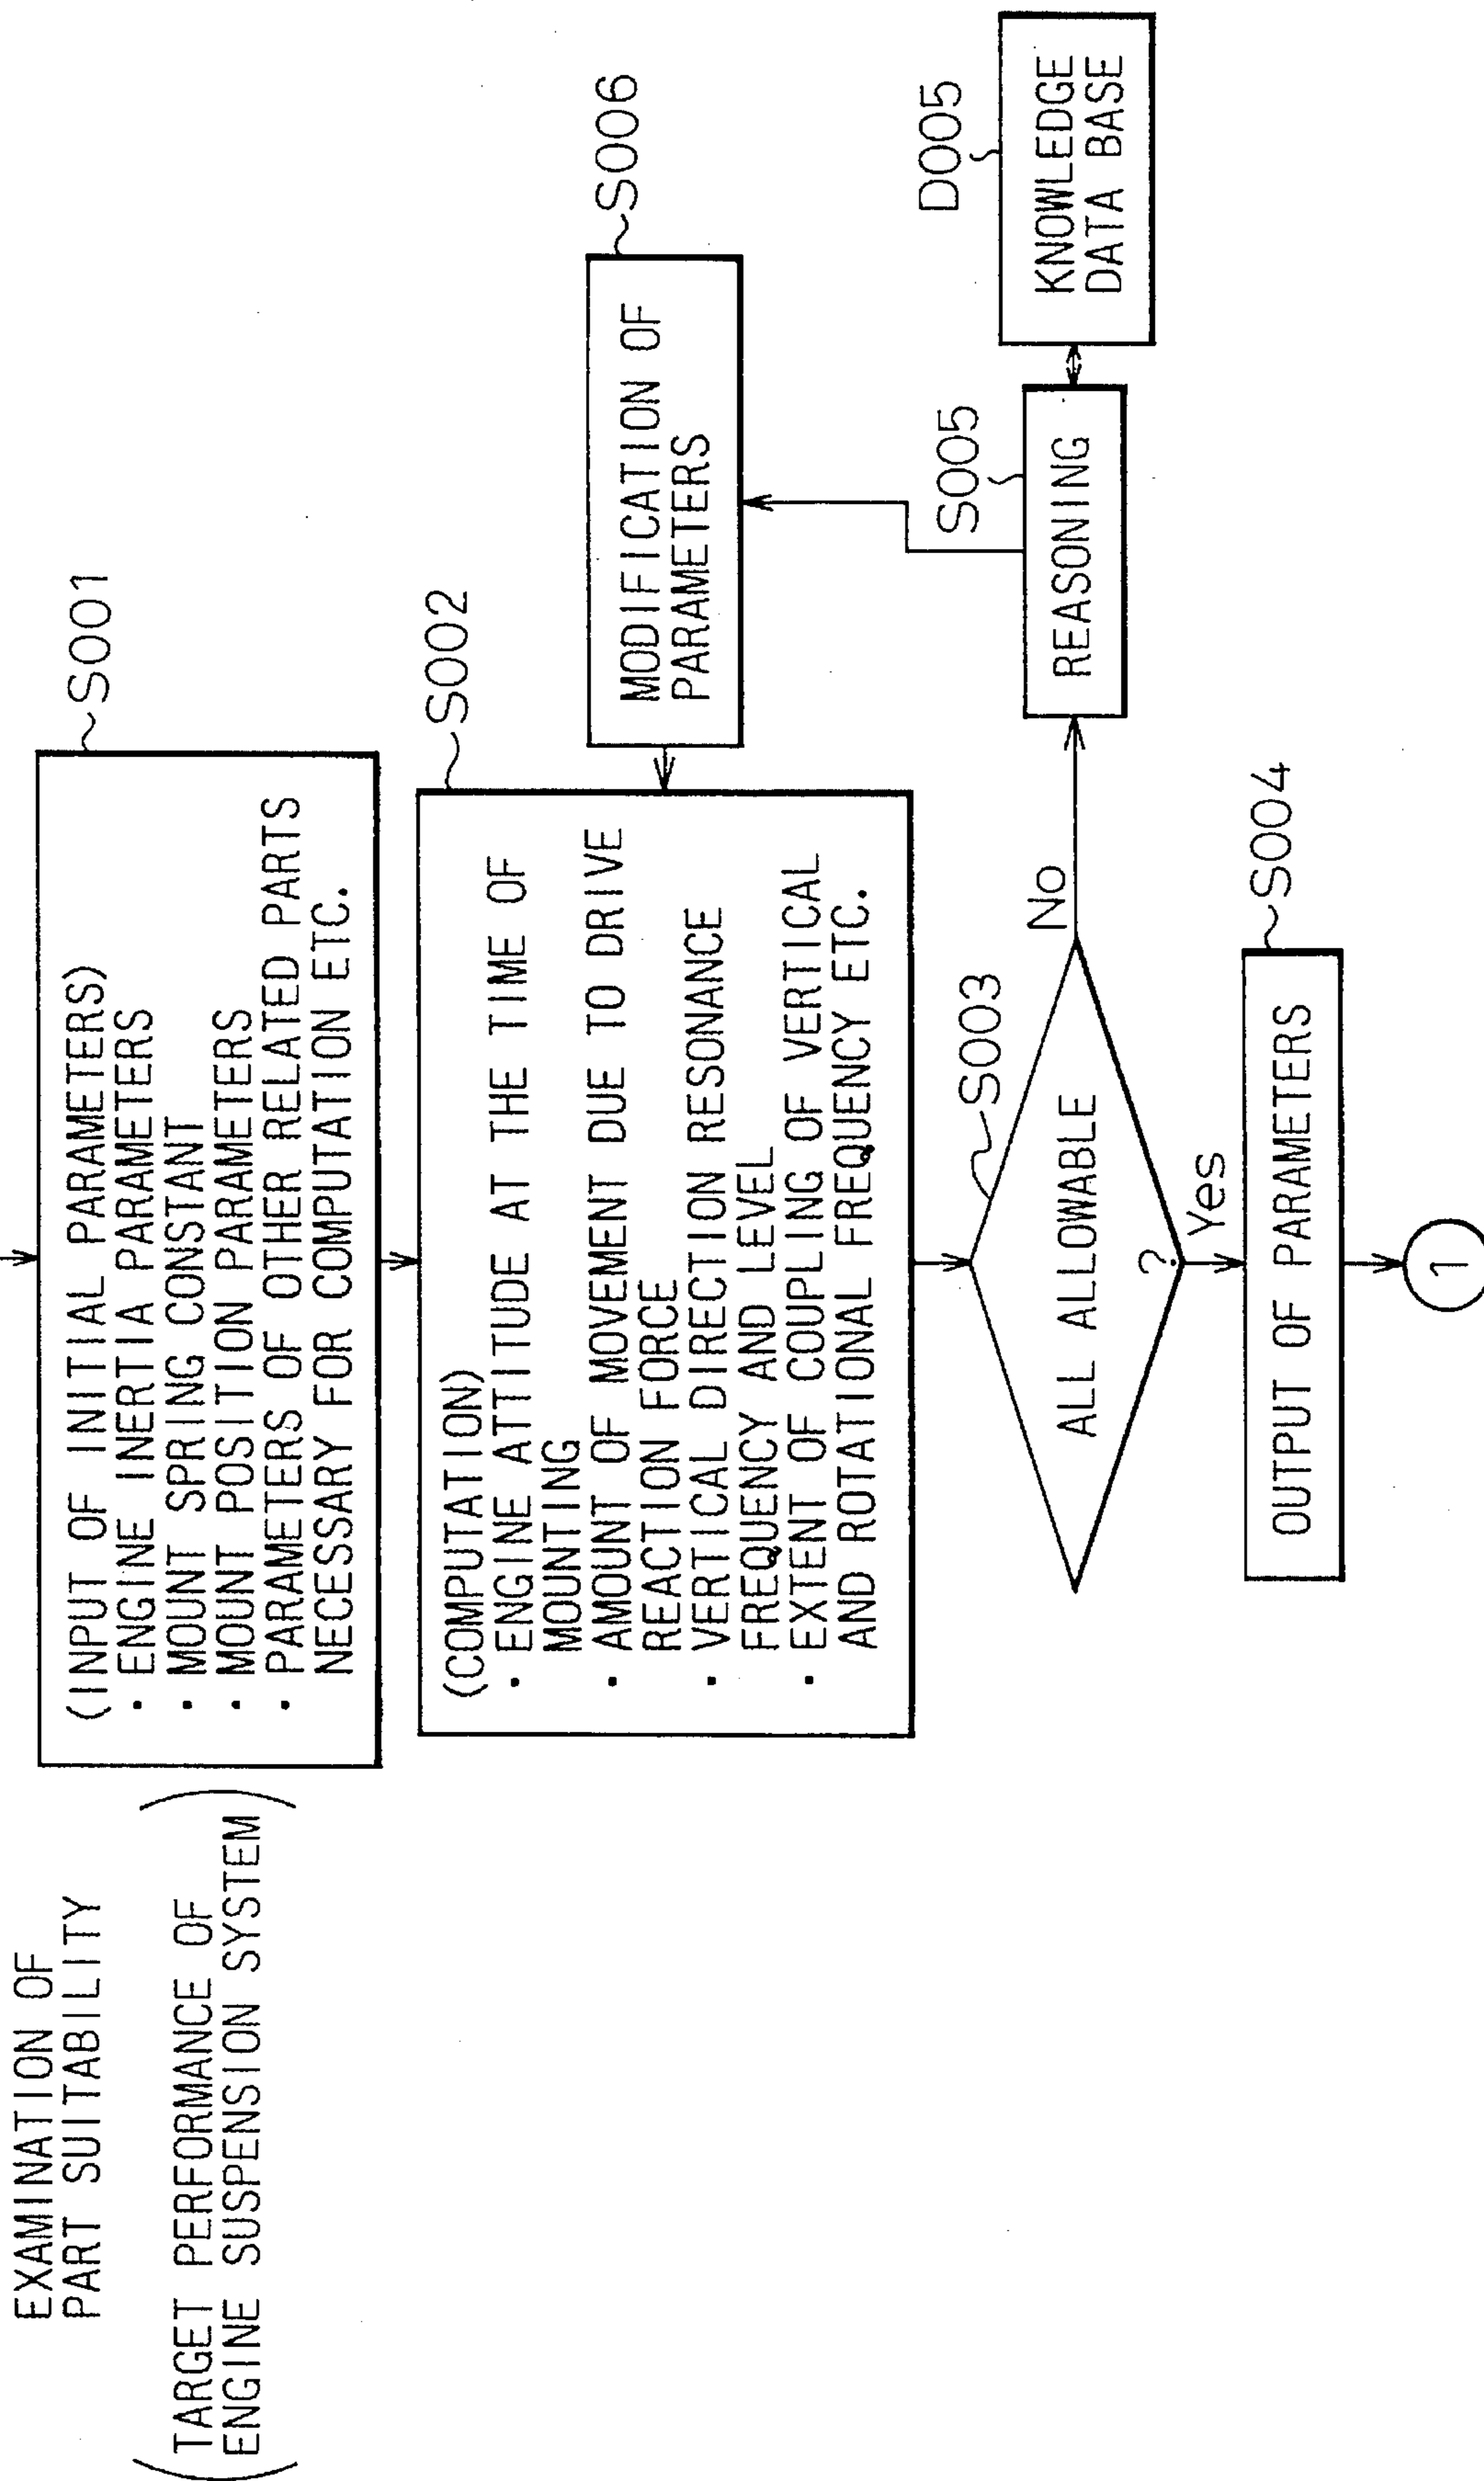 EXAMINATION OF
PART SUITABILITY
(TARGET PERFORMANCE OF
ENGINE SUSPENSION SYSTEM)
S001
(INPUT OF INITIAL PARAMETERS)
· ENGINE INERTIA PARAMETERS
· MOUNT SPRING CONSTANT
· MOUNT POSITION PARAMETERS
· PARAMETERS OF OTHER RELATED PARTS
NECESSARY FOR COMPUTATION ETC.
S002
(COMPUTATION)
· ENGINE ATTITUDE AT THE TIME OF
MOUNTING
· AMOUNT OF MOVEMENT DUE TO DRIVE
REACTION FORCE
· VERTICAL DIRECTION RESONANCE
FREQUENCY AND LEVEL
· EXTENT OF COUPLING OF VERTICAL
AND ROTATIONAL FREQUENCY ETC.
S006
MODIFICATION OF
PARAMETERS
S003
ALL ALLOWABLE
?
No
Yes
S005
REASONING
D005
KNOWLEDGE
DATA BASE
S004
OUTPUT OF PARAMETERS
1